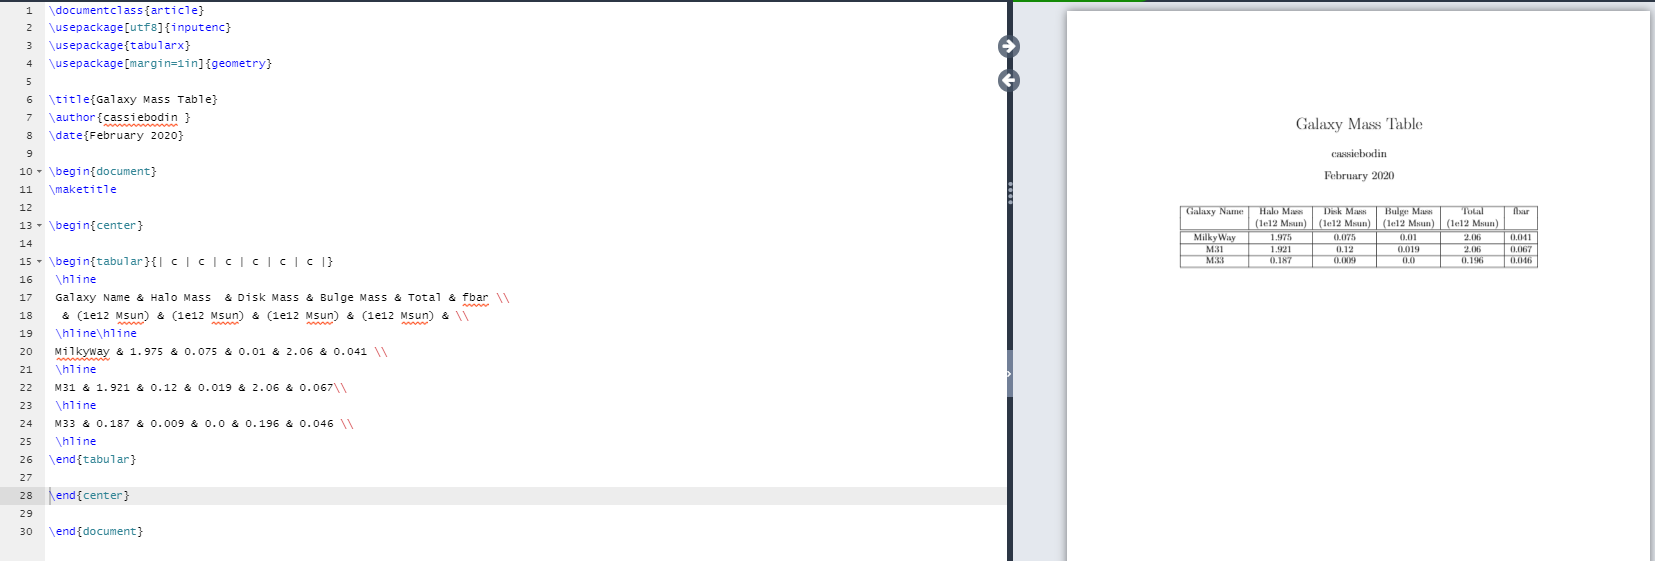 1 \documentclass{article}
2 \usepackage[utf8]{inputenc}
3 \usepackage{tabularx}
4 \usepackage[margin=1in]{geometry}
5
6 \title{Galaxy Mass Table}
7 \author{cassiebodin }
8 \date{February 2020}
9
10 \begin{document}
11 \maketitle
12
13 \begin{center}
14
15 \begin{tabular}{| c | c | c | c | c | c |}
16 \hline
17 Galaxy Name & Halo Mass  & Disk Mass & Bulge Mass & Total & fbar \\
18 & (1e12 Msun) & (1e12 Msun) & (1e12 Msun) & (1e12 Msun) & \\
19 \hline\hline
20 MilkyWay & 1.975 & 0.075 & 0.01 & 2.06 & 0.041 \\
21 \hline
22 M31 & 1.921 & 0.12 & 0.019 & 2.06 & 0.067\\
23 \hline
24 M33 & 0.187 & 0.009 & 0.0 & 0.196 & 0.046 \\
25 \hline
26 \end{tabular}
27
28 \end{center}
29
30 \end{document}
Galaxy Mass Table
cassiebodin
February 2020
Galaxy Name Halo Mass Disk Mass Bulge Mass Total fbar
(1e12 Msun) (1e12 Msun) (1e12 Msun) (1e12 Msun)
MilkyWay 1.975 0.075 0.01 2.06 0.041
M31 1.921 0.12 0.019 2.06 0.067
M33 0.187 0.009 0.0 0.196 0.046